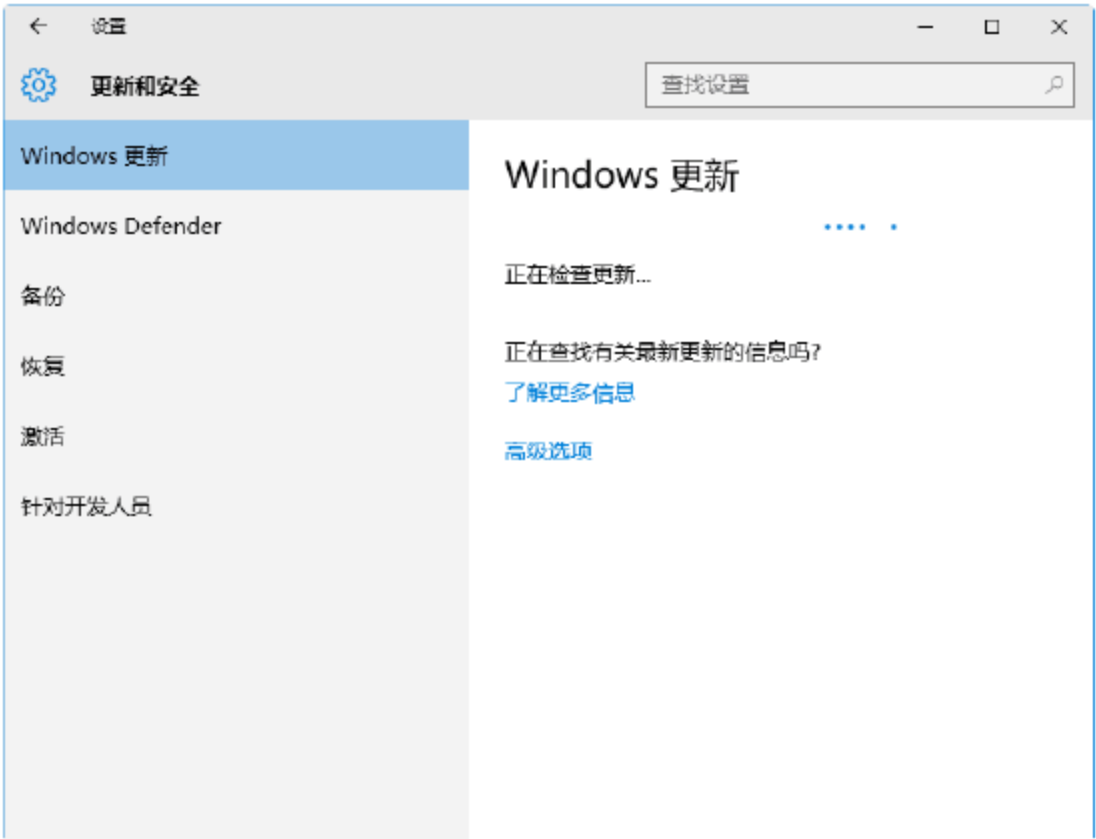 设置
更新和安全
查找设置
Windows 更新
Windows Defender
备份
恢复
激活
针对开发人员
Windows 更新
正在检查更新...
正在查找有关最新更新的信息吗?
了解更多信息
高级选项